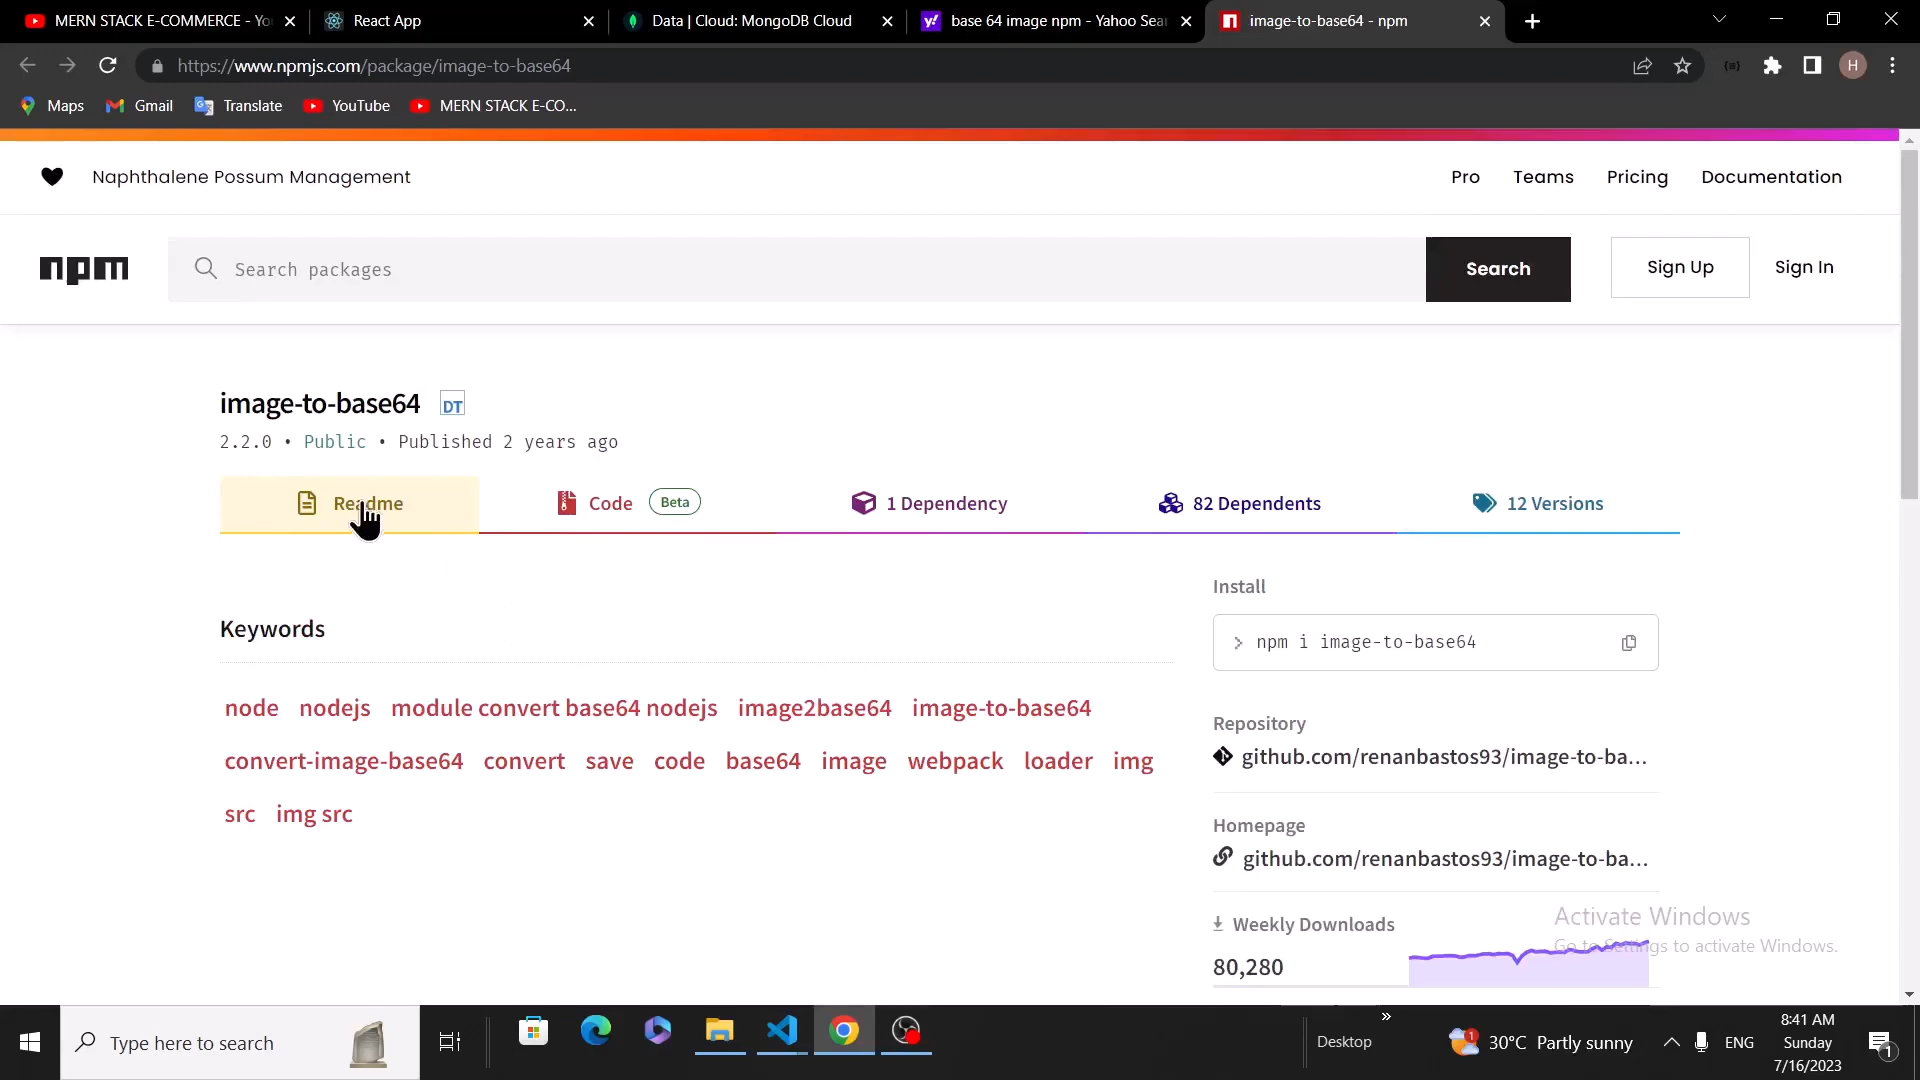 MERN STACK E-COMMERCE - Yo
React App
Data | Cloud: MongoDB Cloud
base 64 image npm - Yahoo Sea
image-to-base64 - npm
https://www.npmjs.com/package/image-to-base64
H
Maps
Gmail
Translate
YouTube
MERN STACK E-CO...
Naphthalene Possum Management
Pro
Teams
Pricing
Documentation
npm
Search packages
Search
Sign Up
Sign In
image-to-base64
DT
2.2.0 • Public • Published 2 years ago
Readme
Code
Beta
1 Dependency
82 Dependents
12 Versions
Keywords
node nodejs module convert base64 nodejs image2base64 image-to-base64
convert-image-base64 convert save code base64 image webpack loader img
src img src
Install
> npm i image-to-base64
Repository
github.com/renanbastos93/image-to-ba...
Homepage
github.com/renanbastos93/image-to-ba...
Weekly Downloads
80,280
Activate Windows
Go to Settings to activate Windows.
Type here to search
Desktop
1
30°C Partly sunny
ENG
8:41 AM
Sunday
7/16/2023
1